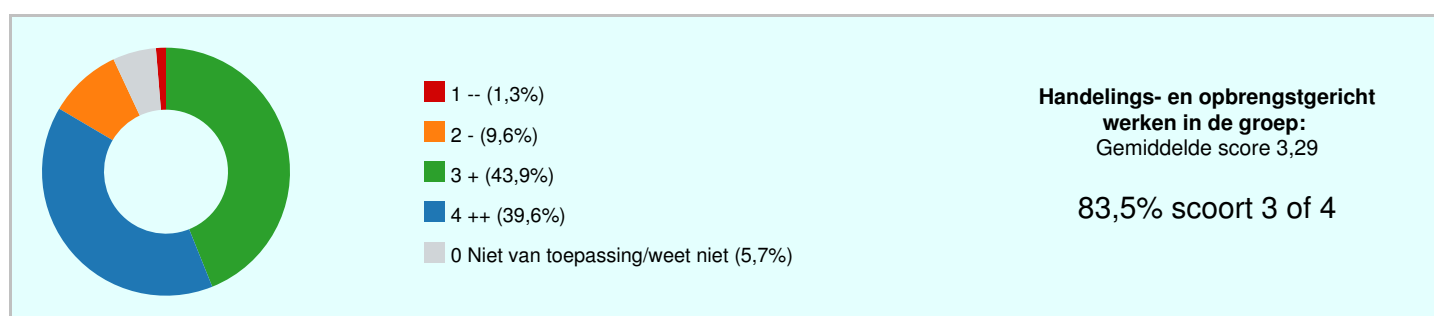 1 -- (1,3%)
2 - (9,6%)
3 + (43,9%)
4 ++ (39,6%)
0 Niet van toepassing/weet niet (5,7%)
Handelings- en opbrengstgericht
werken in de groep:
Gemiddelde score 3,29
83,5% scoort 3 of 4